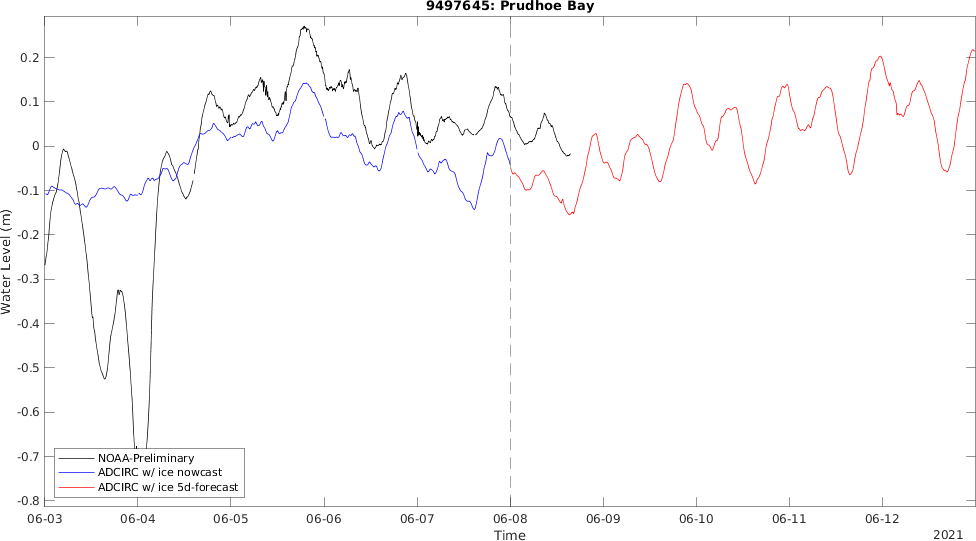 9497645: Prudhoe Bay
Water Level (m)
0.2
0.1
0
-0.1
-0.2
-0.3
-0.4
-0.5
-0.6
-0.7
-0.8
NOAA-Preliminary
ADCIRC w/ ice nowcast
ADCIRC w/ ice 5d-forecast
06-03 06-04 06-05 06-06 06-07 06-08 06-09 06-10 06-11 06-12
Time
2021